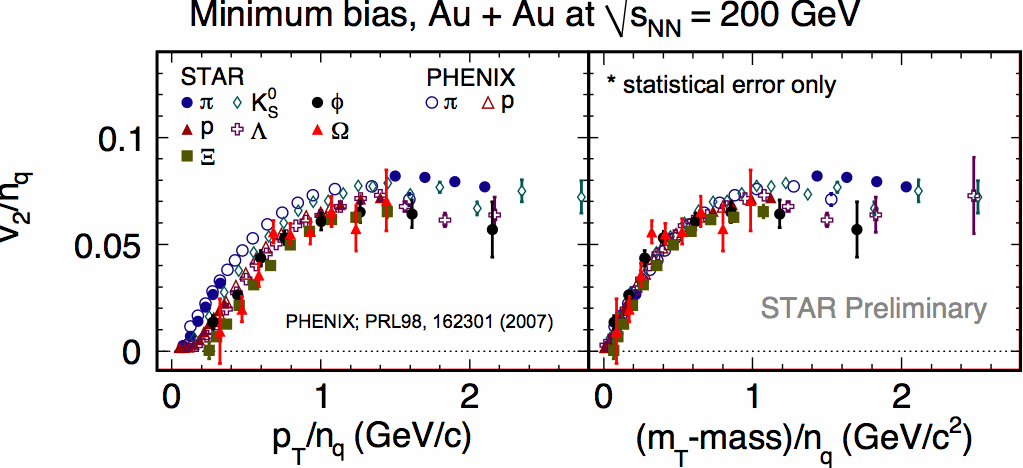 Minimum bias, Au + Au at √sNN = 200 GeV
STAR PHENIX
π K0S ϕ π p
p Λ Ω
Ξ
* statistical error only
v2/nq
0.1
0.05
0
PHENIX; PRL98, 162301 (2007)
STAR Preliminary
0 1 2 0 1 2
pT/nq (GeV/c) (mT-mass)/nq (GeV/c2)